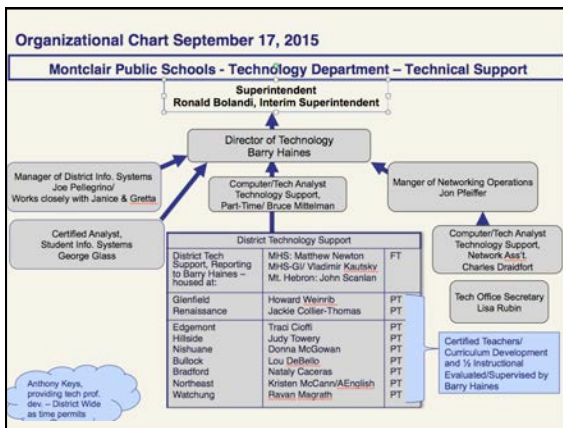 Organizational Chart September 17, 2015
Montclair Public Schools - Technology Department – Technical Support
Superintendent
Ronald Bolandi, Interim Superintendent
Director of Technology
Barry Haines
Manager of District Info. Systems
Joe Pellegrino/
Works closely with Janice & Gretta
Computer/Tech Analyst
Technology Support,
Part-Time/ Bruce Mittelman
Manger of Networking Operations
Jon Pfeiffer
Certified Analyst,
Student Info. Systems
George Glass
Computer/Tech Analyst
Technology Support,
Network Ass't.
Charles Draidfort
Tech Office Secretary
Lisa Rubin
District Technology Support
District Tech
Support, Reporting
to Barry Haines –
housed at:
MHS: Matthew Newton
MHS-GI/ Vladimir Kautsky
Mt. Hebron: John Scanlan
FT
Glenfield Howard Weinrib PT
Renaissance Jackie Collier-Thomas PT
Edgemont Traci Cioffi PT
Hillside Judy Towery PT
Nishuane Donna McGowan PT
Bullock Lou DeBello PT
Bradford Nataly Caceras PT
Northeast Kristen McCann/AEnglish PT
Watchung Ravan Magrath PT
Certified Teachers/
Curriculum Development
and ½ Instructional
Evaluated/Supervised by
Barry Haines
Anthony Keys,
providing tech prof.
dev. – District Wide
as time permits